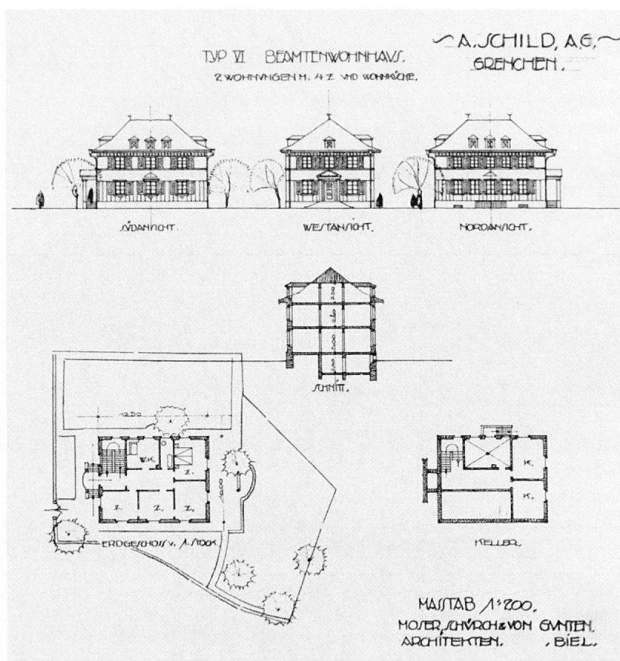 TYP VI BEAMTENWOHNHAUS.
2 WOHNUNGEN M. 4 Z UND WOHNKÜCHE.
A. SCHILD, A.G.
GRENCHEN.
SÜDANSICHT.
WESTANSICHT.
NORDANSICHT.
SCHNITT.
W.K.
Z.
Z. Z. Z.
ERDGESCHOSS U. 1. STOCK.
K.
K.
KELLER
MASSTAB 1:200.
MOSER, SCHÜRCH & VON GUNTEN,
ARCHITEKTEN. BIEL.